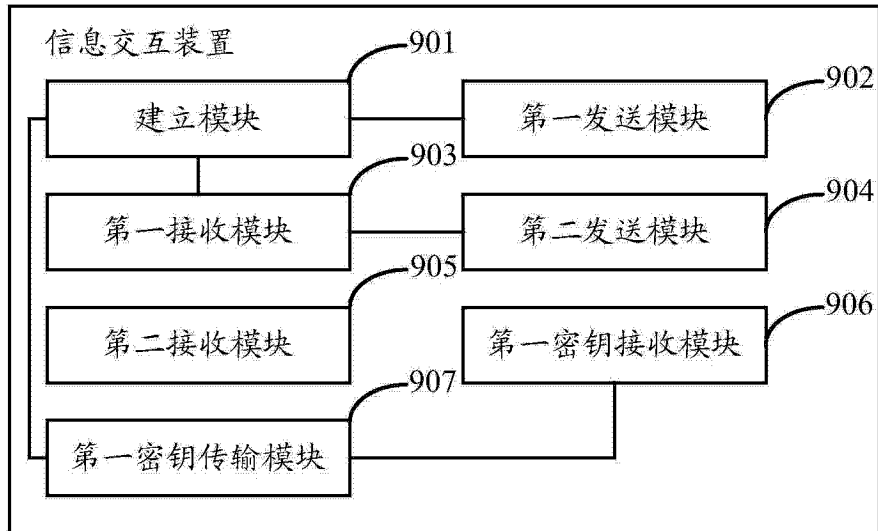 信息交互装置
901
建立模块
902
第一发送模块
903
第一接收模块
904
第二发送模块
905
第二接收模块
906
第一密钥接收模块
907
第一密钥传输模块